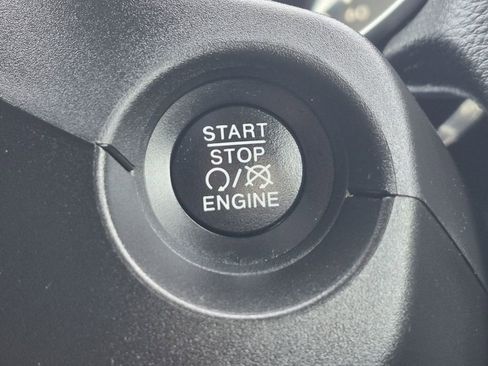 START
STOP
/
ENGINE